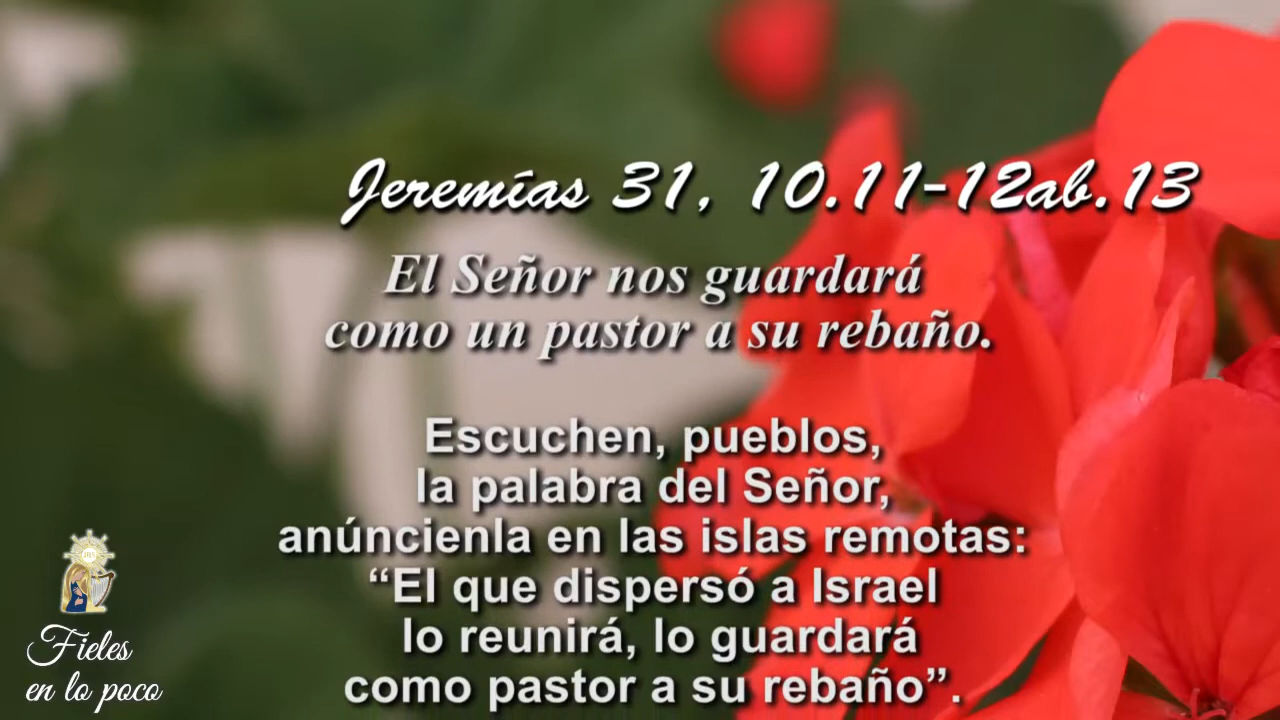 Jeremías 31, 10.11-12ab.13
El Señor nos guardará
como un pastor a su rebaño.
Escuchen, pueblos,
la palabra del Señor,
anúncienla en las islas remotas:
“El que dispersó a Israel
lo reunirá, lo guardará
como pastor a su rebaño”.
Fieles
en lo poco